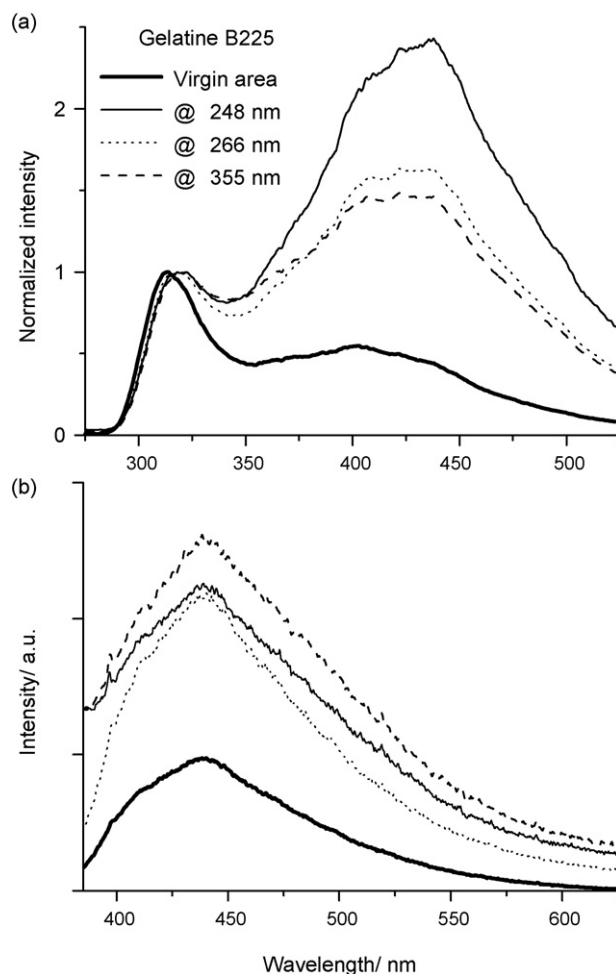 (a)
Gelatine B225
Virgin area
@ 248 nm
@ 266 nm
@ 355 nm
Normalized intensity
2
1
0
300 350 400 450 500
(b)
Intensity/ a.u.
400 450 500 550 600
Wavelength/ nm